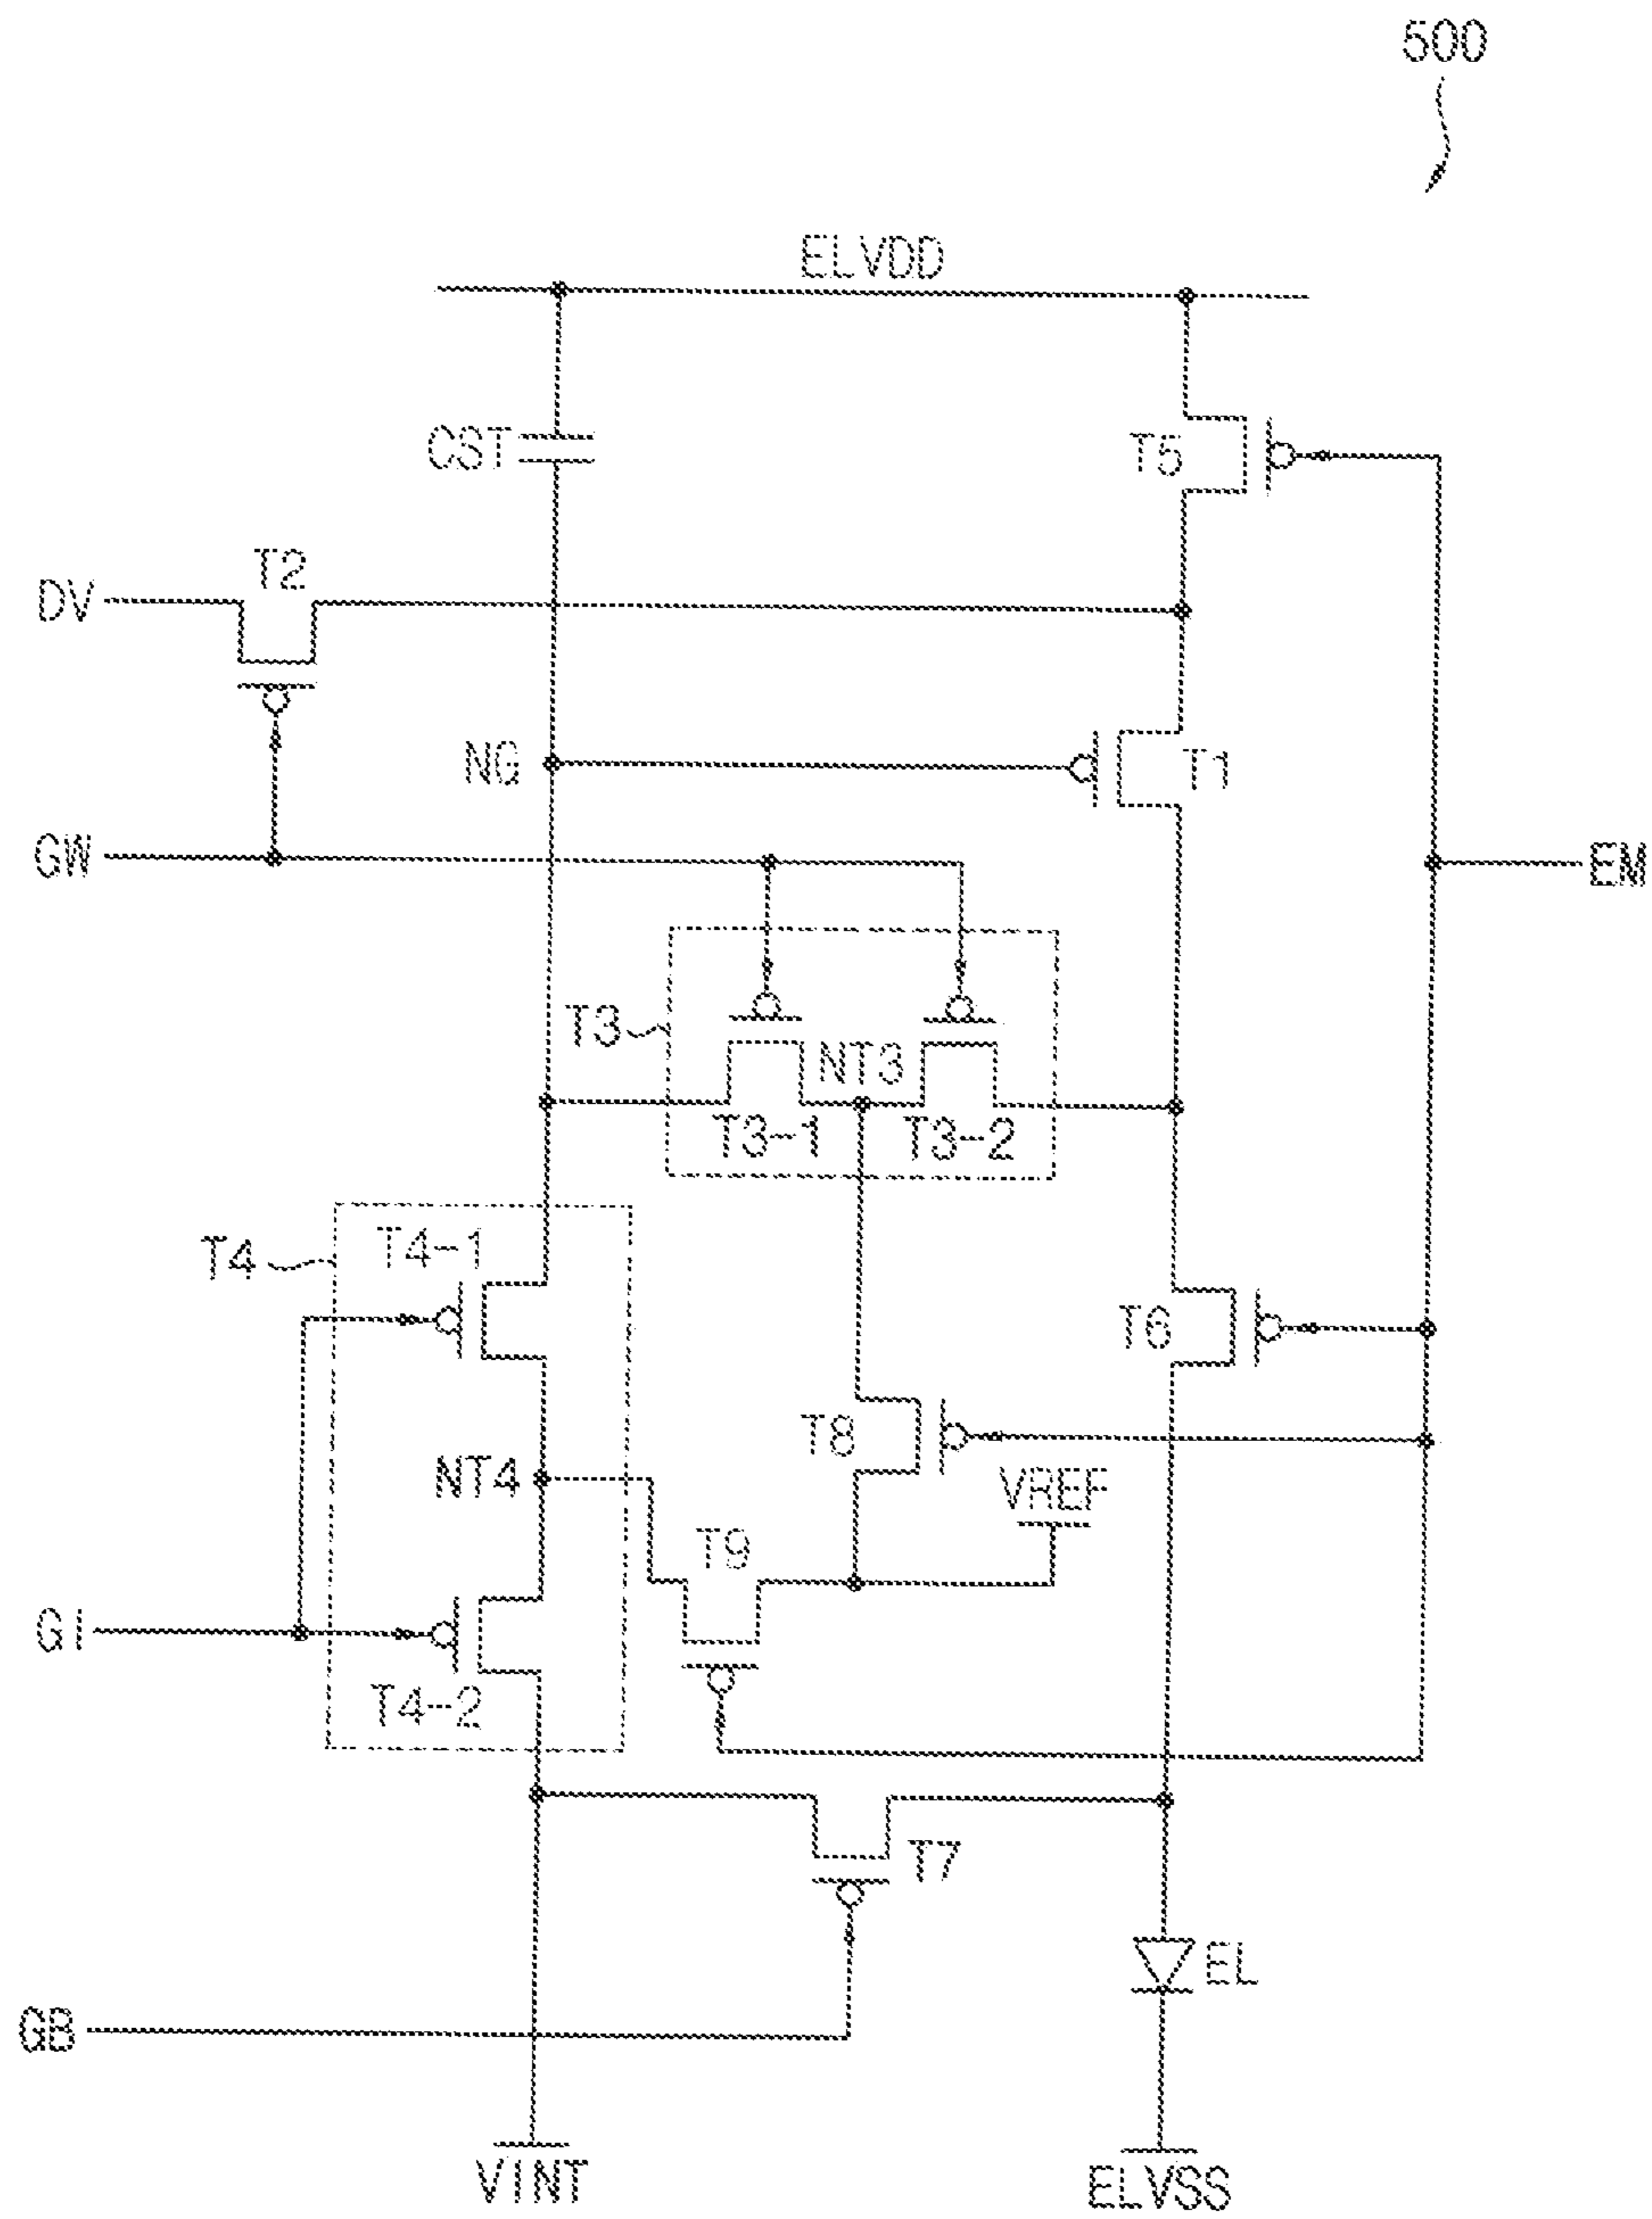 500
ELVDD
CST
T5
T2
DV
NG
T1
GW
EM
T3
NT3
T3-1
T3-2
T4
T4-1
T6
T8
NT4
VREF
T9
GI
T4-2
T7
EL
GB
VINT
ELVSS